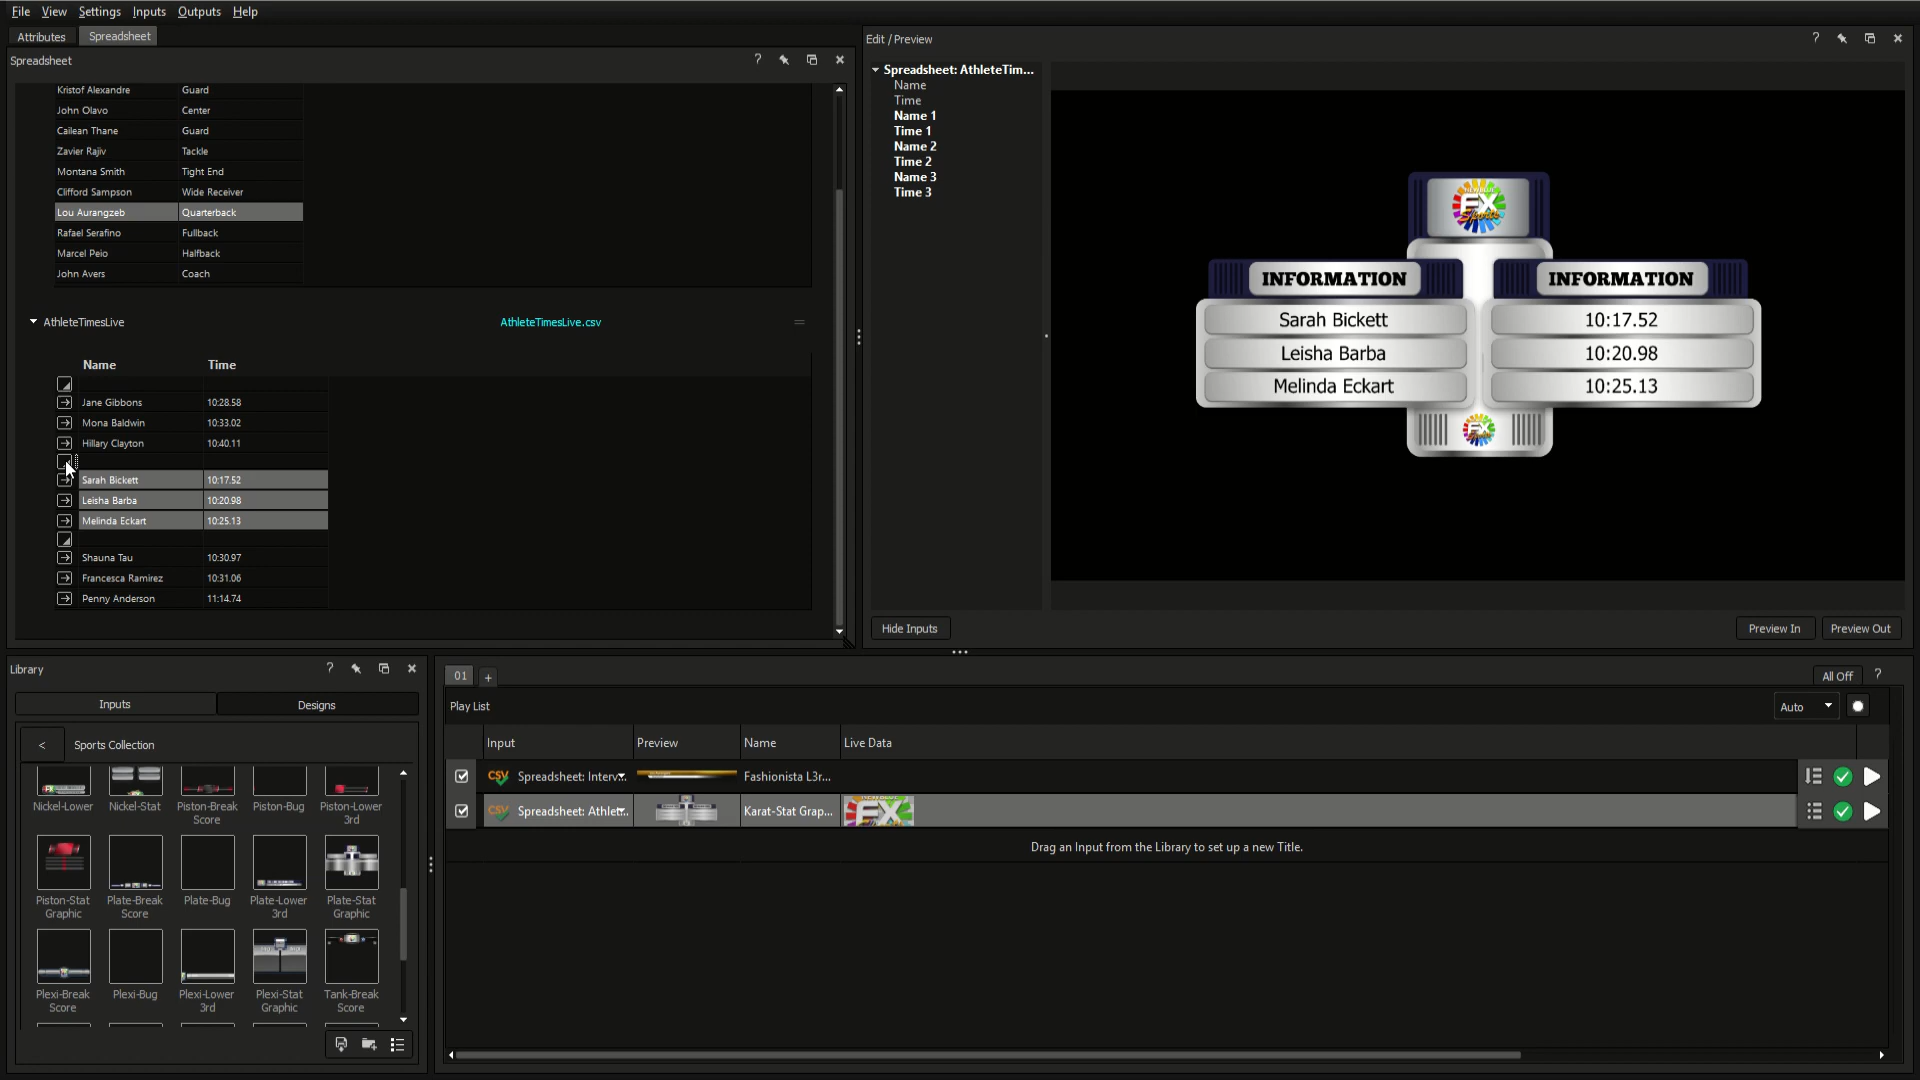 File View Settings Inputs Outputs Help
Attributes Spreadsheet
Spreadsheet ?
Kristof Alexandre Guard
John Olavo Center
Cailean Thane Guard
Zavier Rajiv Tackle
Montana Smith Tight End
Clifford Sampson Wide Receiver
Lou Aurangzeb Quarterback
Rafael Serafino Fullback
Marcel Peio Halfback
John Avers Coach
AthleteTimesLive AthleteTimesLive.csv
Name Time
Jane Gibbons 10:28.58
Mona Baldwin 10:33.02
Hillary Clayton 10:40.11
Sarah Bickett 10:17.52
Leisha Barba 10:20.98
Melinda Eckart 10:25.13
Shauna Tau 10:30.97
Francesca Ramirez 10:31.06
Penny Anderson 11:14.74
Edit / Preview ?
Spreadsheet: AthleteTim...
Name
Time
Name 1
Time 1
Name 2
Time 2
Name 3
Time 3
NEWBLUE
FX
Sports
INFORMATION INFORMATION
Sarah Bickett 10:17.52
Leisha Barba 10:20.98
Melinda Eckart 10:25.13
FX
Hide Inputs Preview In Preview Out
Library ?
Inputs Designs
< Sports Collection
Nickel-Lower Nickel-Stat Piston-Break Score Piston-Bug Piston-Lower 3rd
Piston-Stat Graphic Plate-Break Score Plate-Bug Plate-Lower 3rd Plate-Stat Graphic
Plexi-Break Score Plexi-Bug Plexi-Lower 3rd Plexi-Stat Graphic Tank-Break Score
01 + All Off ?
Play List Auto
Input Preview Name Live Data
CSV Spreadsheet: Interv... Fashionista L3r...
CSV Spreadsheet: Athlet... Karat-Stat Grap... FX
Drag an Input from the Library to set up a new Title.